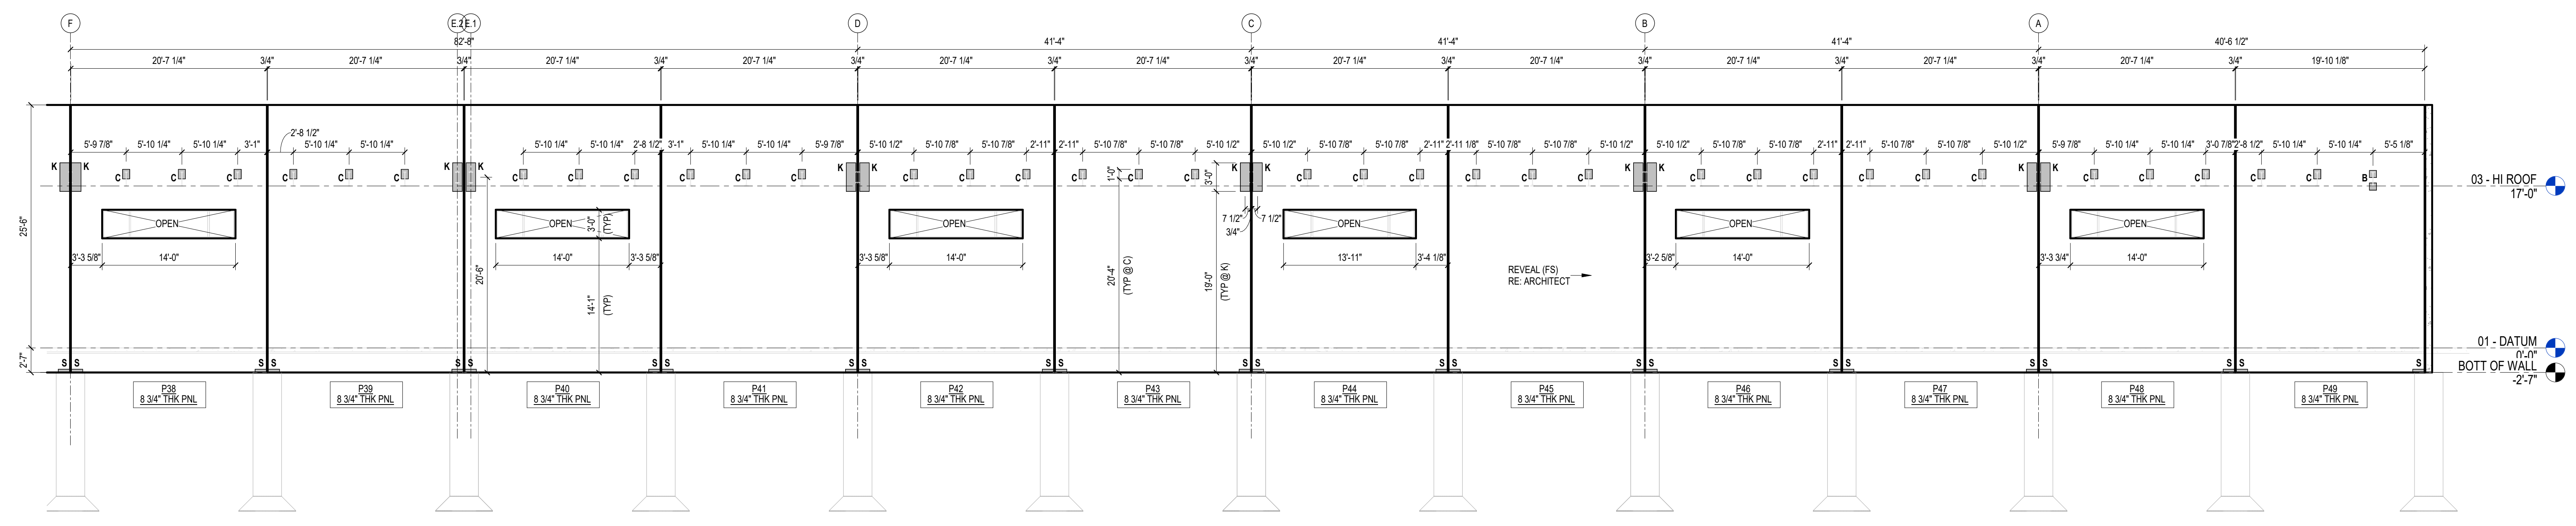 F E.2 E.1 D C B A
82'-8" 41'-4" 41'-4" 41'-4" 40'-6 1/2"
20'-7 1/4" 3/4" 20'-7 1/4" 3/4" 20'-7 1/4" 3/4" 20'-7 1/4" 3/4" 20'-7 1/4" 3/4" 20'-7 1/4" 3/4" 20'-7 1/4" 3/4" 20'-7 1/4" 3/4" 20'-7 1/4" 3/4" 20'-7 1/4" 3/4" 20'-7 1/4" 3/4" 19'-10 1/8"
2'-8 1/2"
5'-9 7/8" 5'-10 1/4" 5'-10 1/4" 3'-1" 5'-10 1/4" 5'-10 1/4" 5'-10 1/4" 5'-10 1/4" 2'-8 1/2" 3'-1" 5'-10 1/4" 5'-10 1/4" 5'-9 7/8" 5'-10 1/2" 5'-10 7/8" 5'-10 7/8" 2'-11" 2'-11" 5'-10 7/8" 5'-10 7/8" 5'-10 1/2" 5'-10 1/2" 5'-10 7/8" 5'-10 7/8" 2'-11" 2'-11 1/8" 5'-10 7/8" 5'-10 7/8" 5'-10 1/2" 5'-10 1/2" 5'-10 7/8" 5'-10 7/8" 2'-11" 2'-11" 5'-10 7/8" 5'-10 7/8" 5'-10 1/2" 5'-9 7/8" 5'-10 1/4" 5'-10 1/4" 3'-0 7/8" 2'-8 1/2" 5'-10 1/4" 5'-10 1/4" 5'-5 1/8"
K K K K K K K K K K K K
C C C C C C C C C C C C C C C C C C C C C C C C C C C C C C C C B
1'-0" 3'-0"
03 - HI ROOF
17'-0"
OPEN OPEN OPEN OPEN OPEN OPEN
3'-0"
(TYP)
7 1/2" 7 1/2"
3/4"
25'-6"
3'-3 5/8" 14'-0" 14'-0" 3'-3 5/8" 3'-3 5/8" 14'-0" 13'-11" 3'-4 1/8" 3'-2 5/8" 14'-0" 3'-3 3/4" 14'-0"
20'-6"
14'-1"
(TYP)
20'-4"
(TYP @ C)
19'-0"
(TYP @ K)
REVEAL (FS)
RE: ARCHITECT
01 - DATUM
0'-0"
2'-7"
S S S S S S S S S S S S S S S S S S S S S S S S S
BOTT OF WALL
-2'-7"
P38 P39 P40 P41 P42 P43 P44 P45 P46 P47 P48 P49
8 3/4" THK PNL 8 3/4" THK PNL 8 3/4" THK PNL 8 3/4" THK PNL 8 3/4" THK PNL 8 3/4" THK PNL 8 3/4" THK PNL 8 3/4" THK PNL 8 3/4" THK PNL 8 3/4" THK PNL 8 3/4" THK PNL 8 3/4" THK PNL